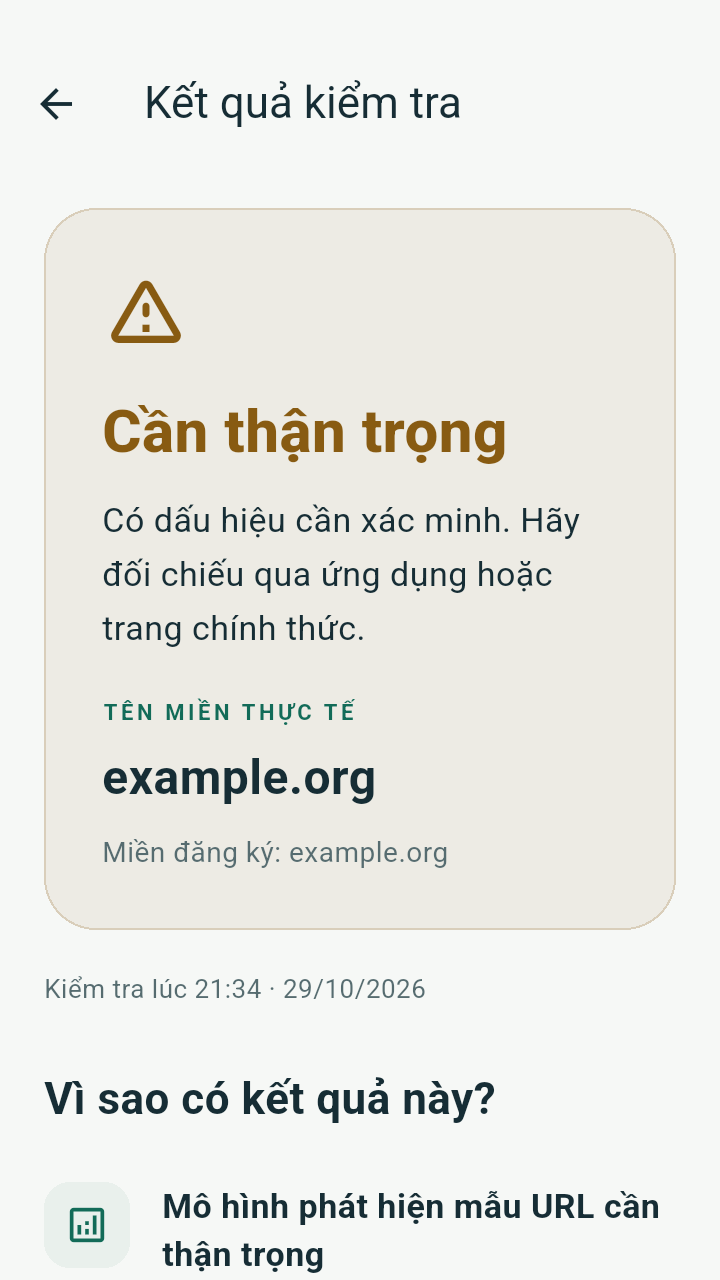 Kết quả kiểm tra
Cần thận trọng
Có dấu hiệu cần xác minh. Hãy
đối chiếu qua ứng dụng hoặc
trang chính thức.
TÊN MIỀN THỰC TẾ
example.org
Miền đăng ký: example.org
Kiểm tra lúc 21:34 · 29/10/2026
Vì sao có kết quả này?
Mô hình phát hiện mẫu URL cần
thận trọng